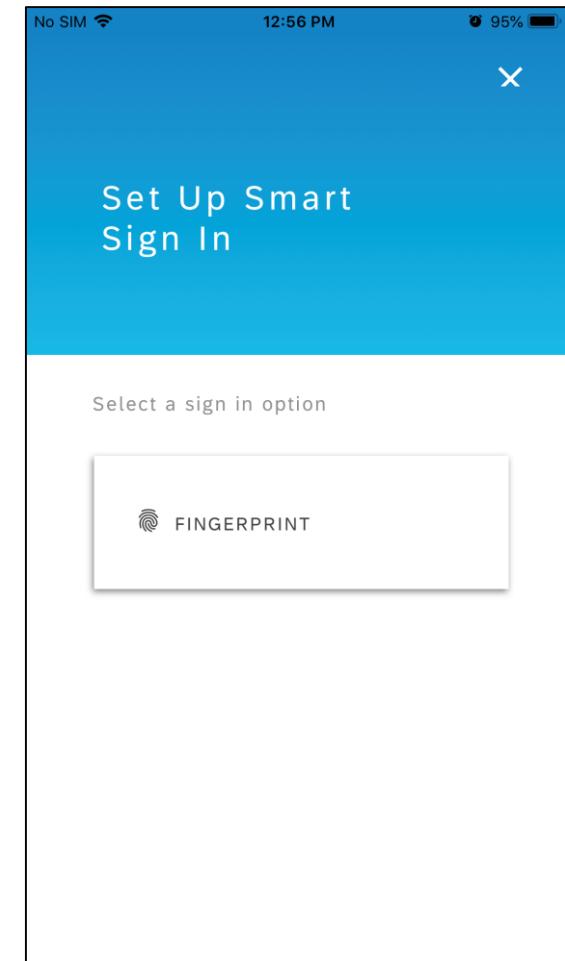 No SIM 12:56 PM 95%
Set Up Smart
Sign In
Select a sign in option
FINGERPRINT